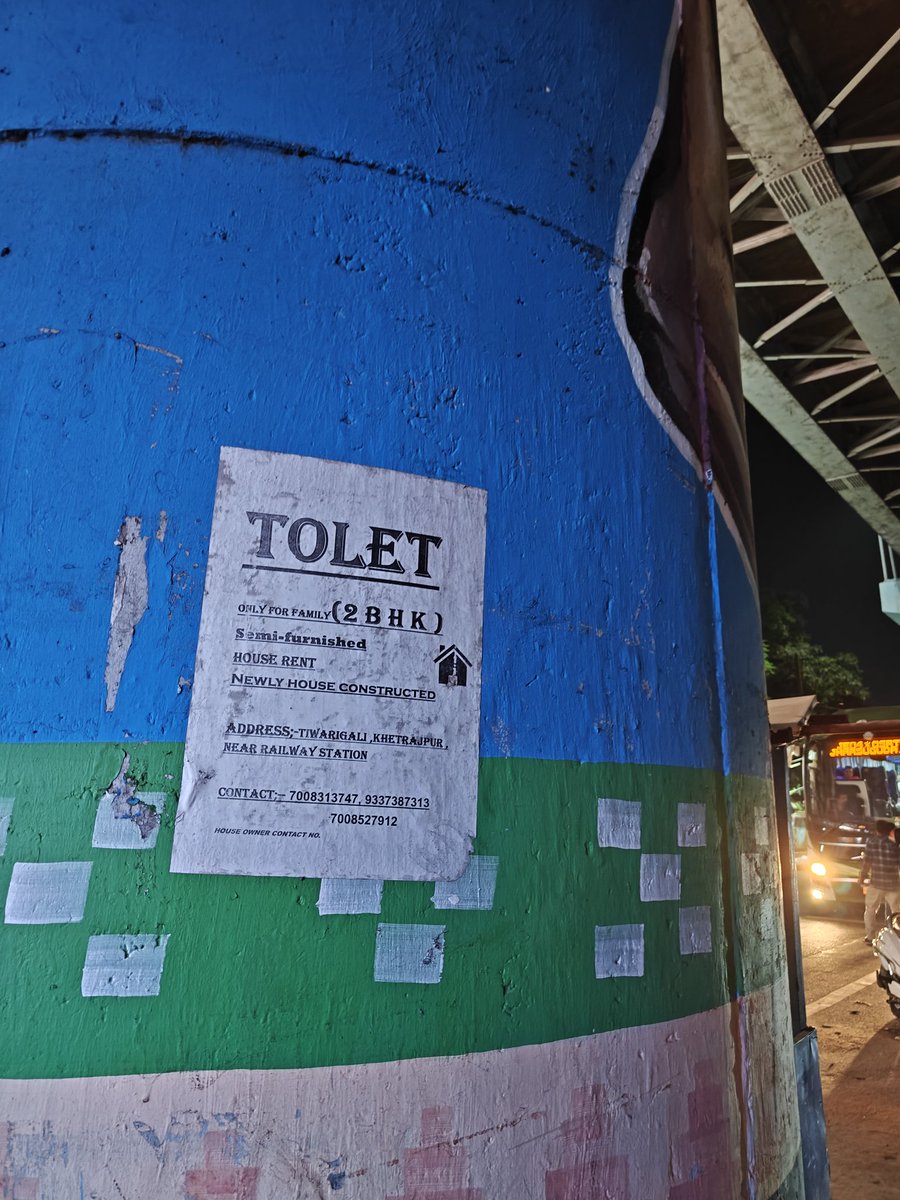 TOLET
ONLY FOR FAMILY(2 B H K)
Semi-furnished
HOUSE RENT
NEWLY HOUSE CONSTRUCTED
ADDRESS:-TIWARIGALI ,KHETRAJPUR ,
NEAR RAILWAY STATION
CONTACT:– 7008313747, 9337387313
7008527912
HOUSE OWNER CONTACT NO.